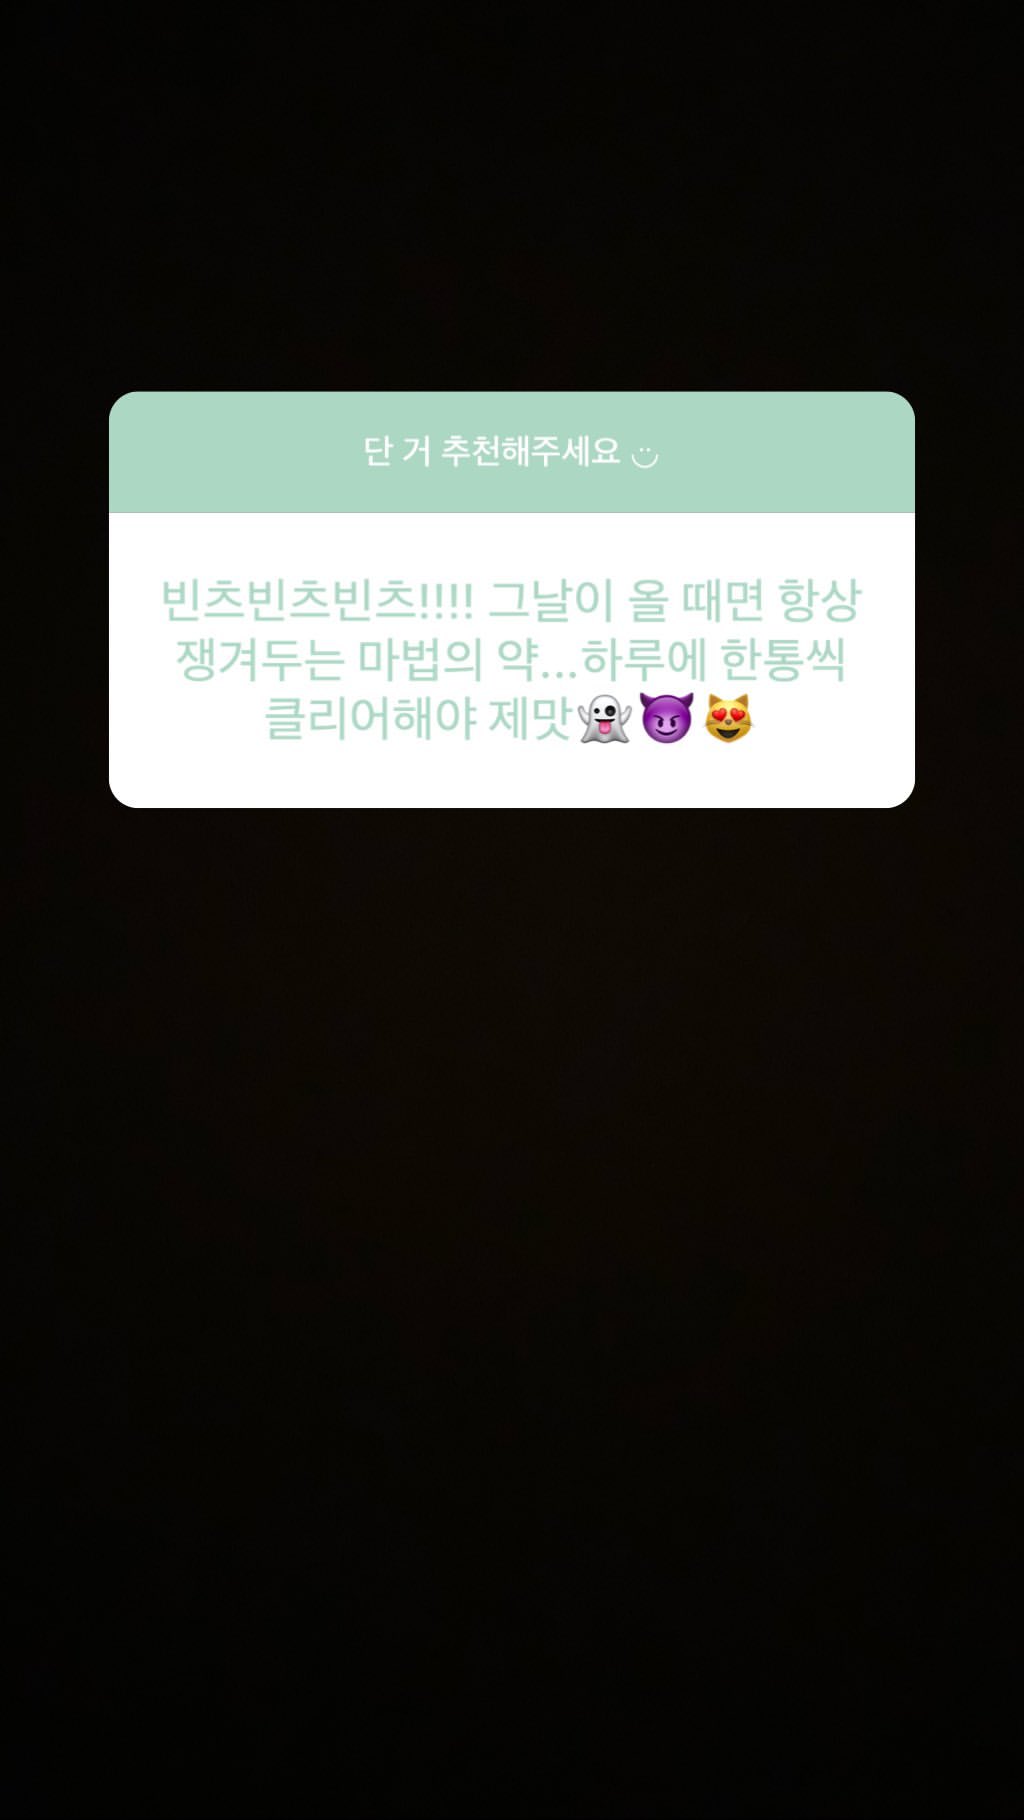 단 거 추천해주세요 ت
빈츠빈츠빈츠!!!! 그날이 올 때면 항상
쟁겨두는 마법의 약...하루에 한통씩
클리어해야 제맛👻😈😻